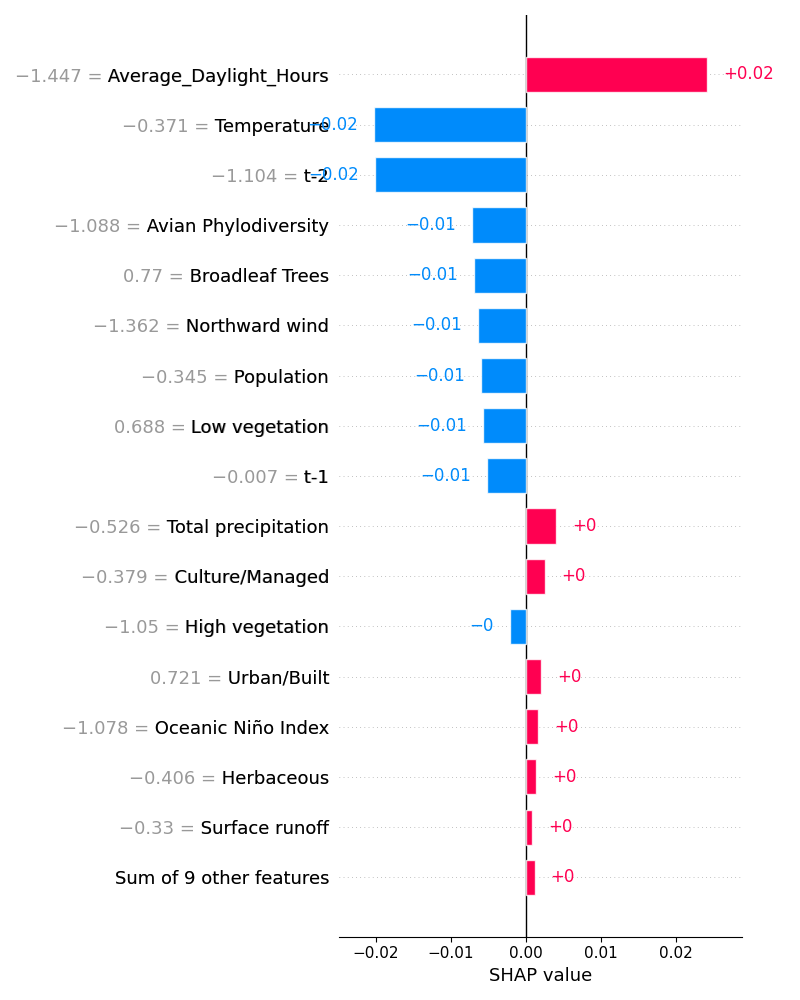 −1.447 = Average_Daylight_Hours +0.02
−0.371 = Temperature −0.02
−1.104 = t-2 −0.02
−1.088 = Avian Phylodiversity −0.01
0.77 = Broadleaf Trees −0.01
−1.362 = Northward wind −0.01
−0.345 = Population −0.01
0.688 = Low vegetation −0.01
−0.007 = t-1 −0.01
−0.526 = Total precipitation +0
−0.379 = Culture/Managed +0
−1.05 = High vegetation −0
0.721 = Urban/Built +0
−1.078 = Oceanic Niño Index +0
−0.406 = Herbaceous +0
−0.33 = Surface runoff +0
Sum of 9 other features +0
−0.02 −0.01 0.00 0.01 0.02
SHAP value